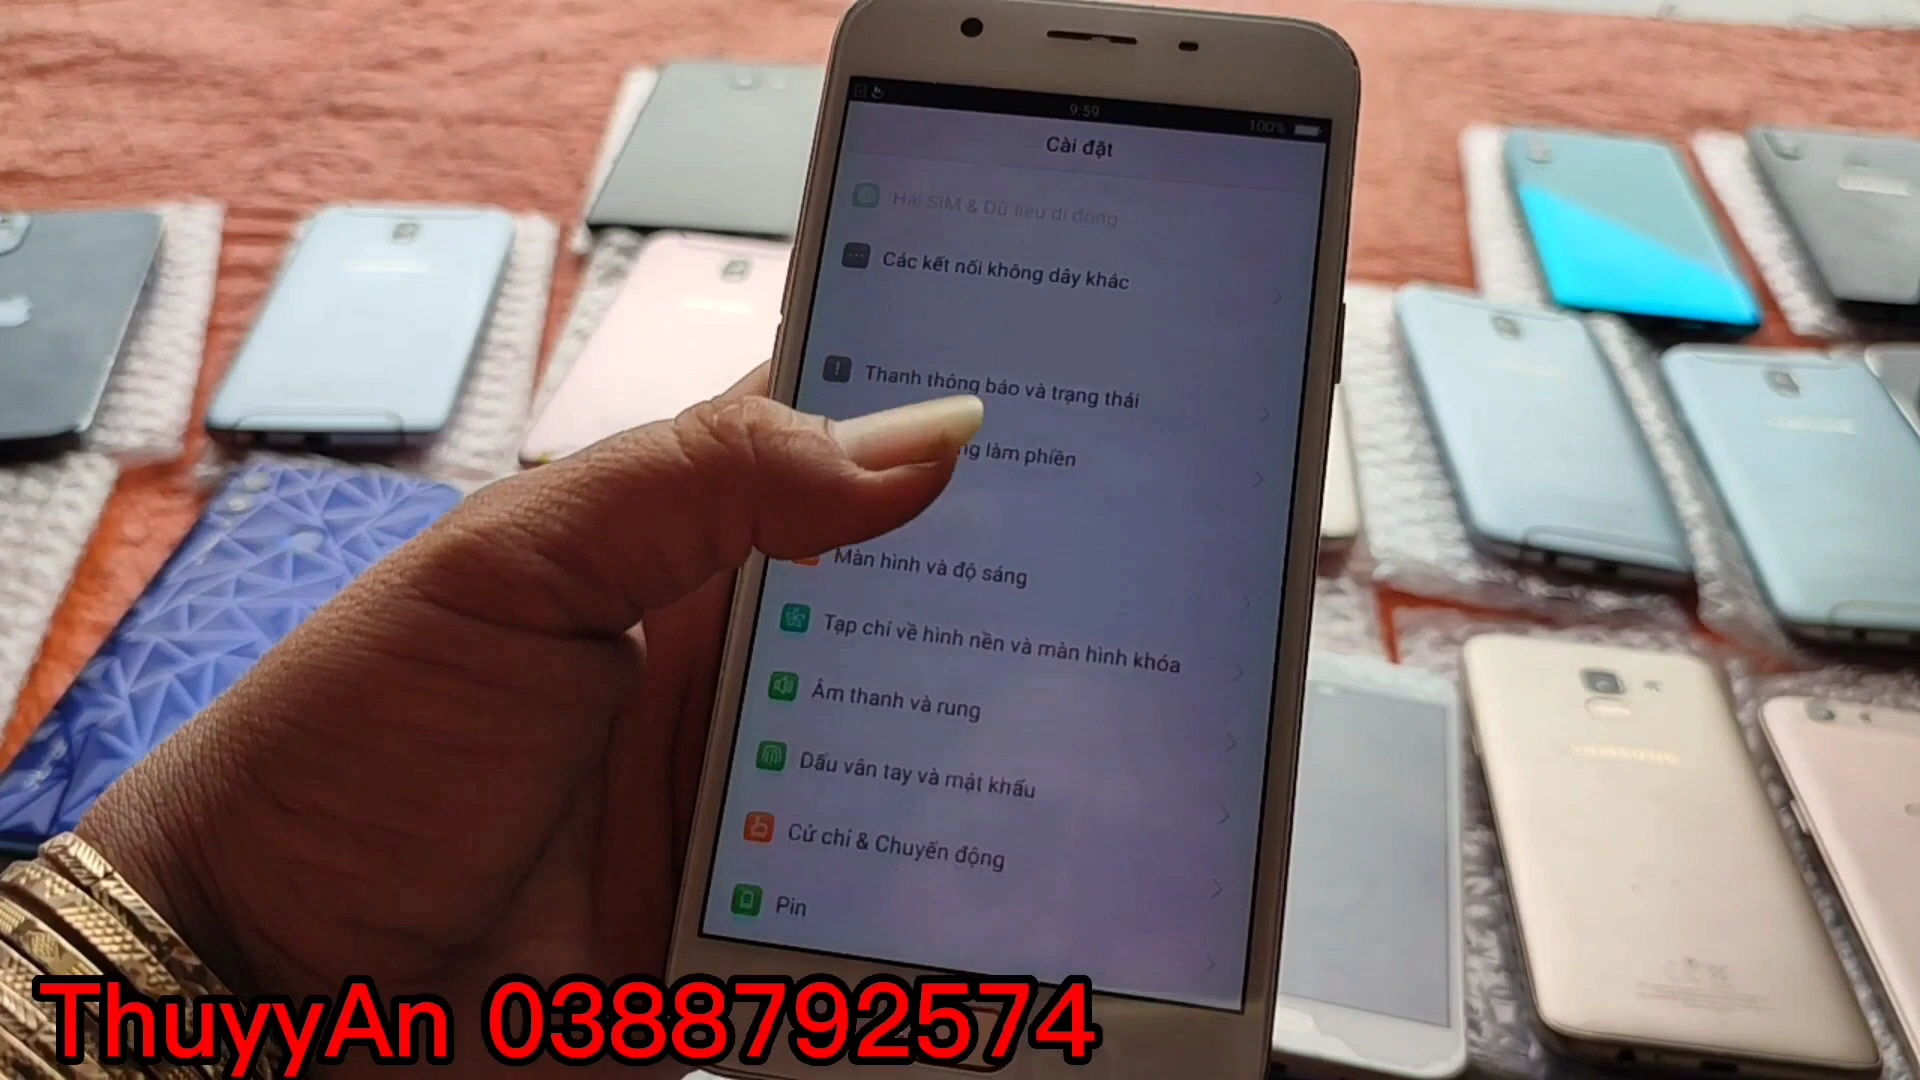 9:59
100%
Cài đặt
Hai SIM & Dữ liệu di động
Các kết nối không dây khác
Thanh thông báo và trạng thái
ng làm phiền
Màn hình và độ sáng
Tạp chí về hình nền và màn hình khóa
Âm thanh và rung
Dấu vân tay và mật khẩu
Cử chỉ & Chuyển động
Pin
SAMSUNG
ThuyyAn 0388792574